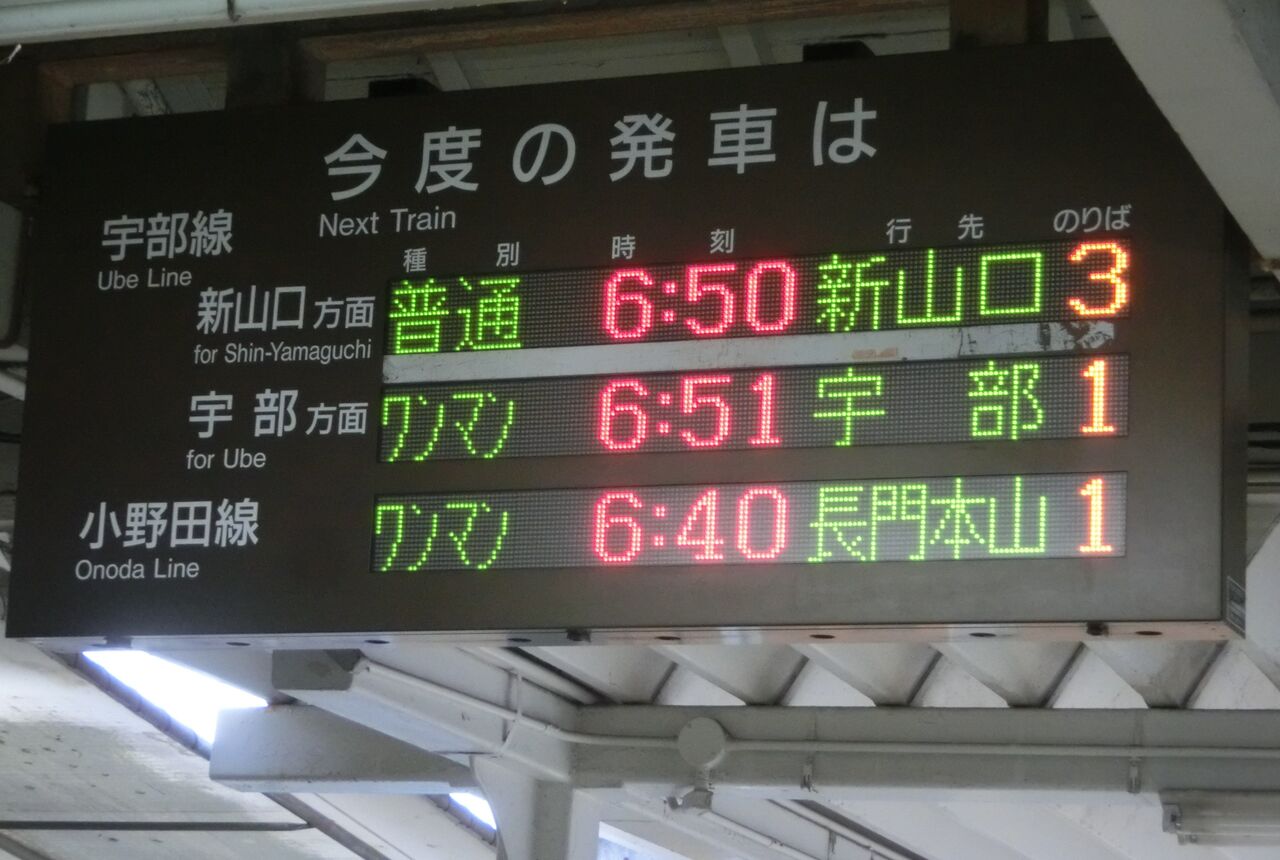 今度の発車は
Next Train
宇部線
Ube Line
種別 時刻 行先 のりば
新山口方面 普通 6:50 新山口 3
for Shin-Yamaguchi
宇部方面 ワンマン 6:51 宇部 1
for Ube
小野田線 ワンマン 6:40 長門本山 1
Onoda Line